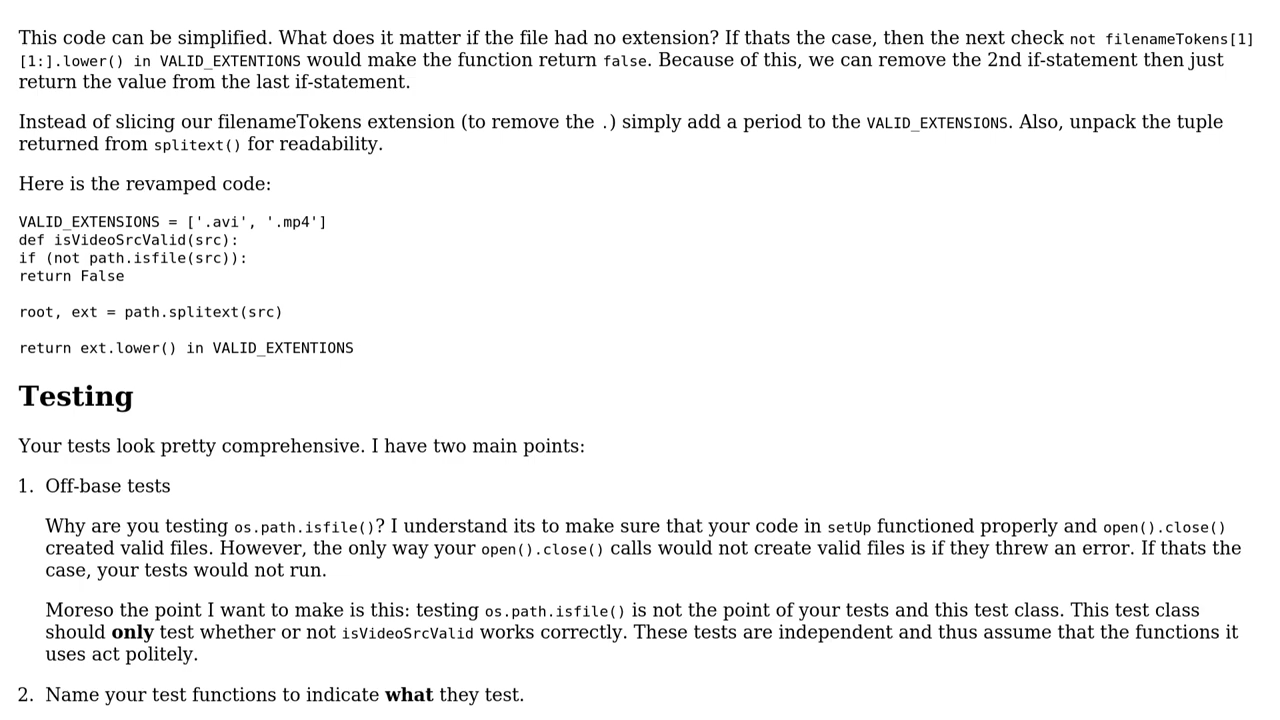 This code can be simplified. What does it matter if the file had no extension? If thats the case, then the next check not filenameTokens[1]
[1:].lower() in VALID_EXTENTIONS would make the function return false. Because of this, we can remove the 2nd if-statement then just
return the value from the last if-statement.
Instead of slicing our filenameTokens extension (to remove the .) simply add a period to the VALID_EXTENSIONS. Also, unpack the tuple
returned from splitext() for readability.
Here is the revamped code:
VALID_EXTENSIONS = ['.avi', '.mp4']
def isVideoSrcValid(src):
if (not path.isfile(src)):
return False
root, ext = path.splitext(src)
return ext.lower() in VALID_EXTENTIONS
Testing
Your tests look pretty comprehensive. I have two main points:
1. Off-base tests
Why are you testing os.path.isfile()? I understand its to make sure that your code in setUp functioned properly and open().close()
created valid files. However, the only way your open().close() calls would not create valid files is if they threw an error. If thats the
case, your tests would not run.
Moreso the point I want to make is this: testing os.path.isfile() is not the point of your tests and this test class. This test class
should only test whether or not isVideoSrcValid works correctly. These tests are independent and thus assume that the functions it
uses act politely.
2. Name your test functions to indicate what they test.